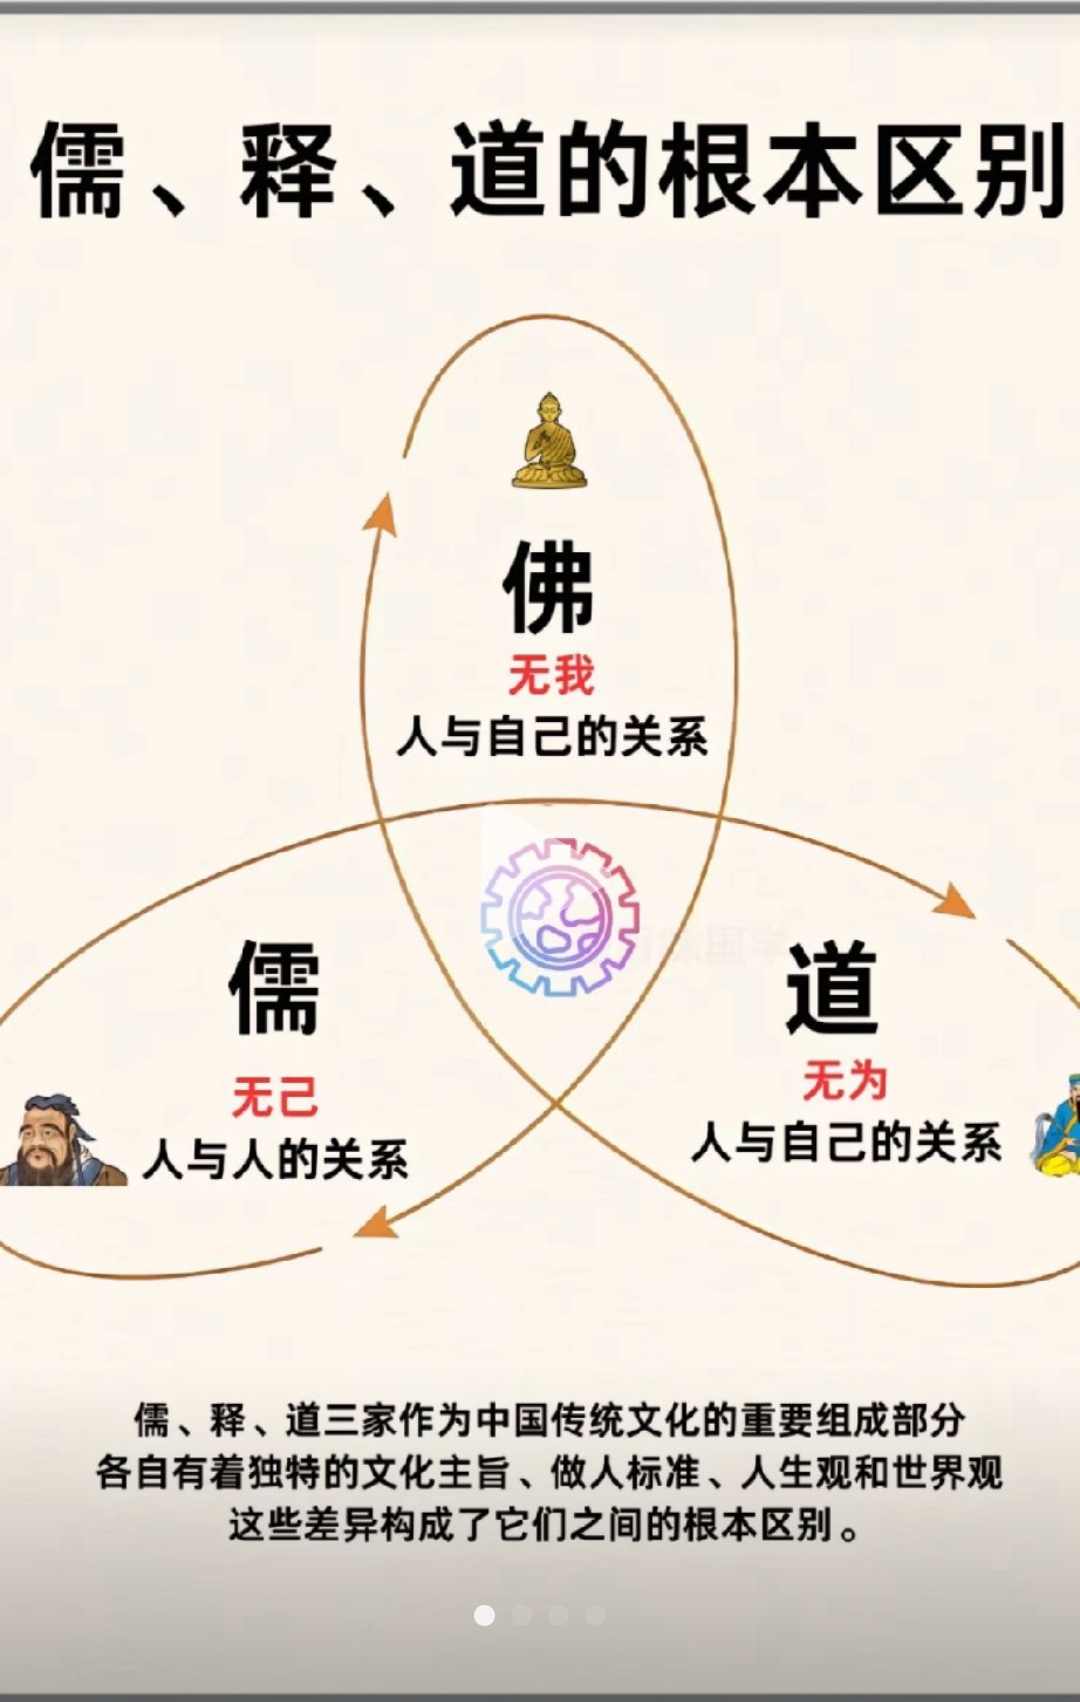 儒、释、道的根本区别
佛
无我
人与自己的关系
儒
无己
人与人的关系
道
无为
人与自己的关系
儒、释、道三家作为中国传统文化的重要组成部分
各自有着独特的文化主旨、做人标准、人生观和世界观
这些差异构成了它们之间的根本区别。